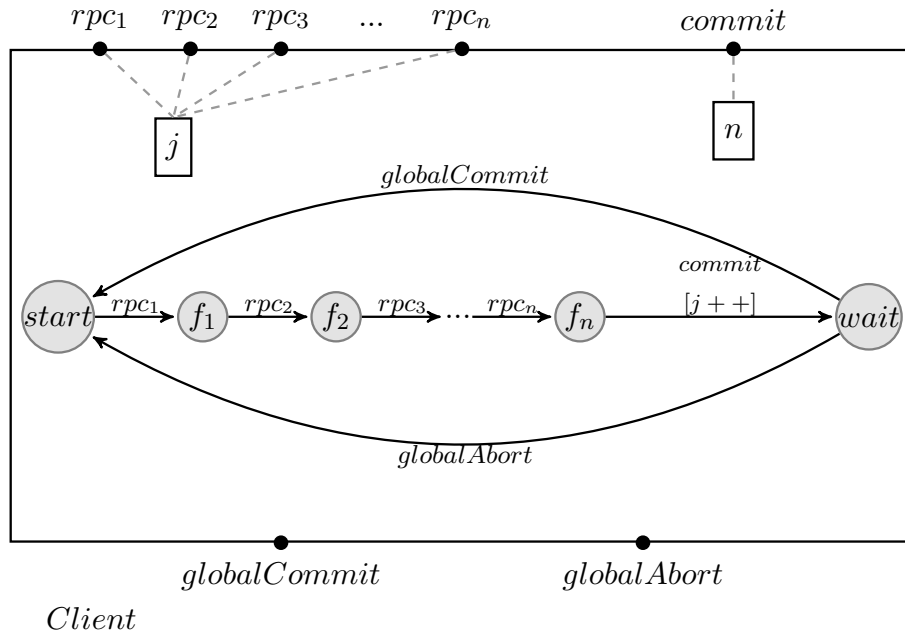 rpc₁ rpc₂ rpc₃ ... rpcₙ commit
j n
globalCommit
commit
start rpc₁ f₁ rpc₂ f₂ rpc₃ ... rpcₙ fₙ [j + +] wait
globalAbort
globalCommit globalAbort
Client